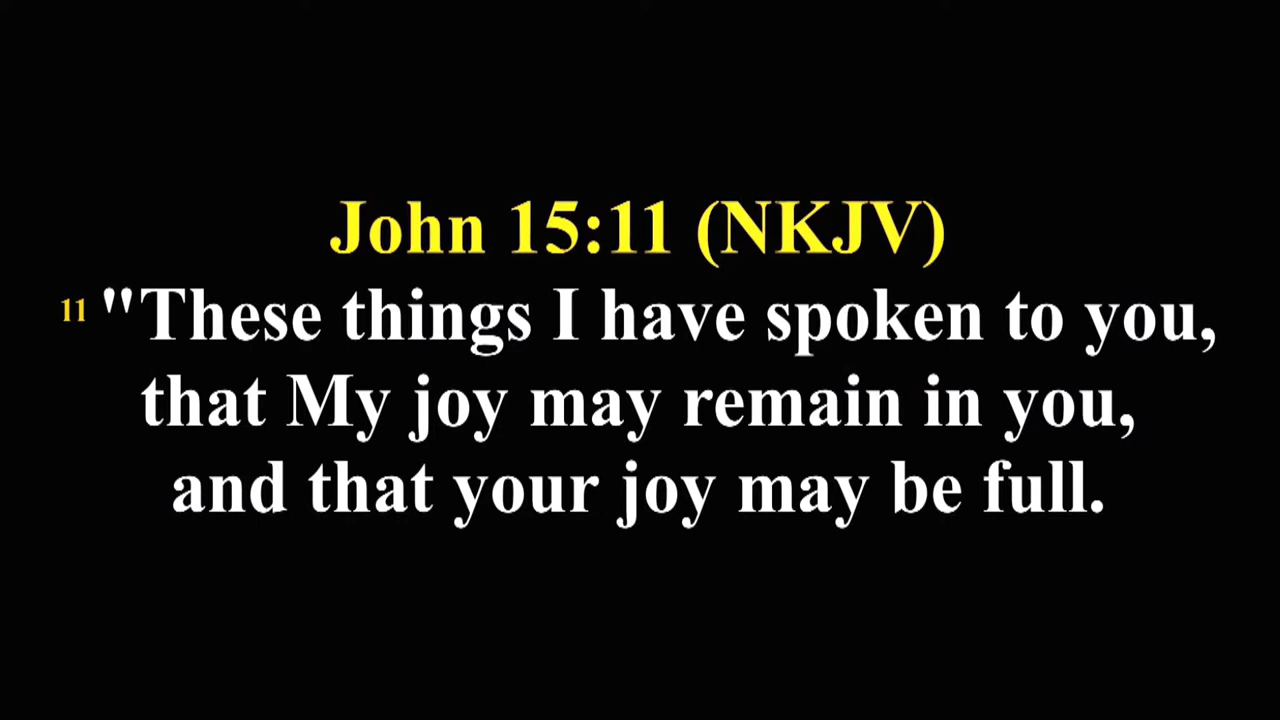 John 15:11 (NKJV)
11 "These things I have spoken to you,
that My joy may remain in you,
and that your joy may be full.